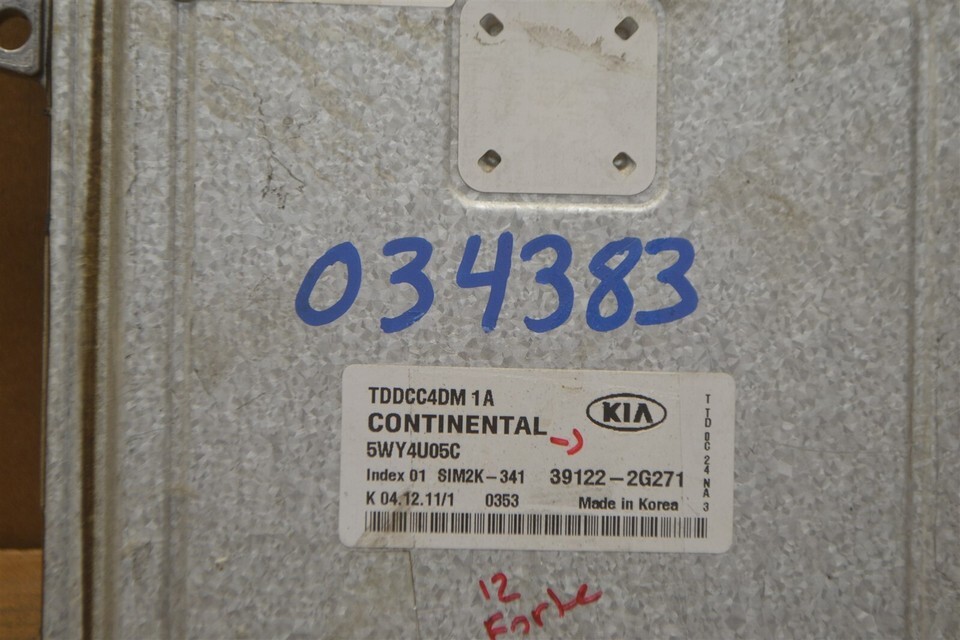 034383
TDDCC4DM 1A
CONTINENTAL
KIA
5WY4U05C
Index 01 SIM2K-341 39122-2G271
K 04.12.11/1 0353 Made in Korea
12
Forte